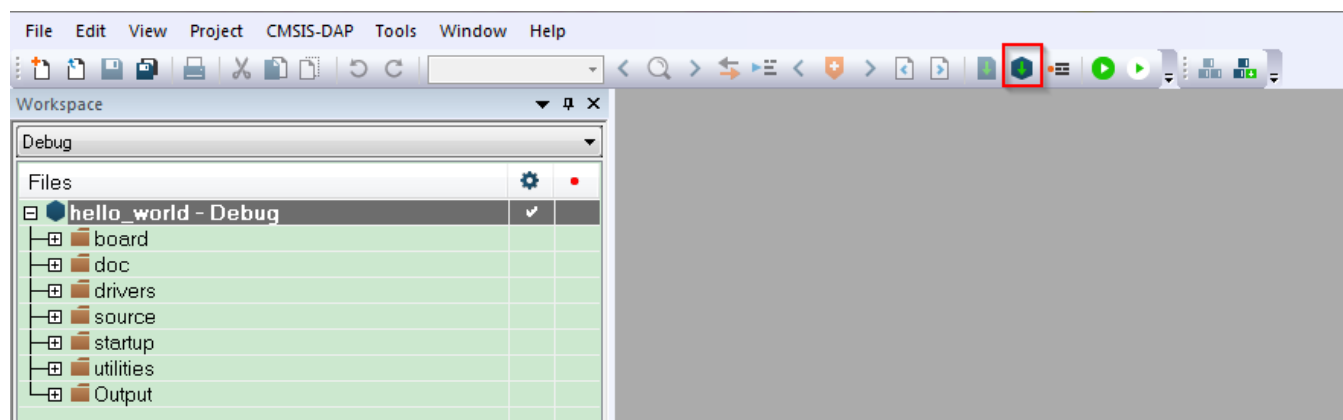 File Edit View Project CMSIS-DAP Tools Window Help
Workspace
Debug
Files
hello_world - Debug
board
doc
drivers
source
startup
utilities
Output